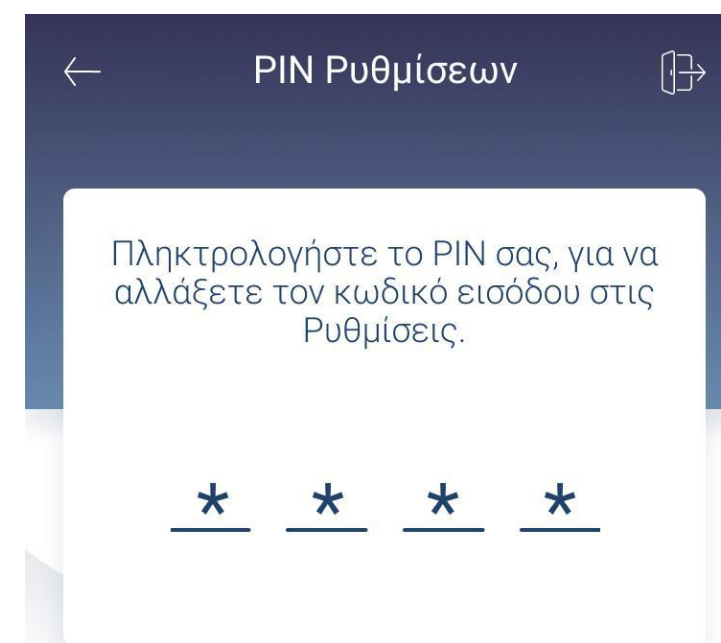 PIN Ρυθμίσεων
Πληκτρολογήστε το PIN σας, για να
αλλάξετε τον κωδικό εισόδου στις
Ρυθμίσεις.
* * * *